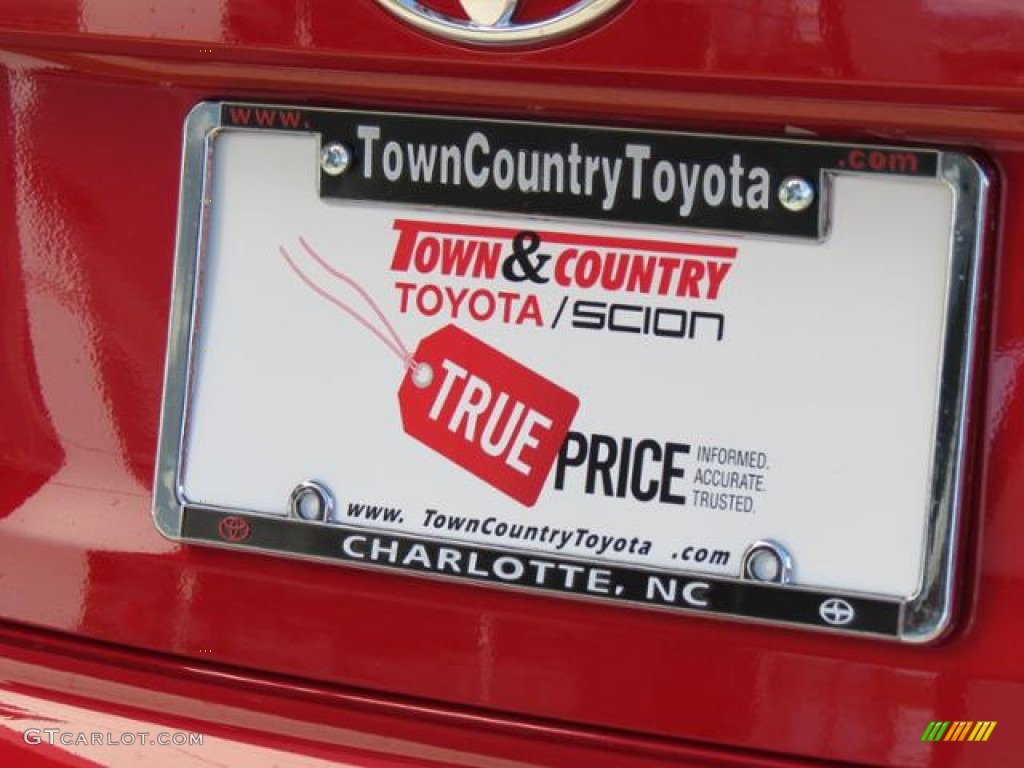 www. TownCountryToyota .com
TOWN & COUNTRY
TOYOTA / SCION
TRUE PRICE
INFORMED.
ACCURATE.
TRUSTED.
www. TownCountryToyota .com
CHARLOTTE, NC
GTCARLOT.COM